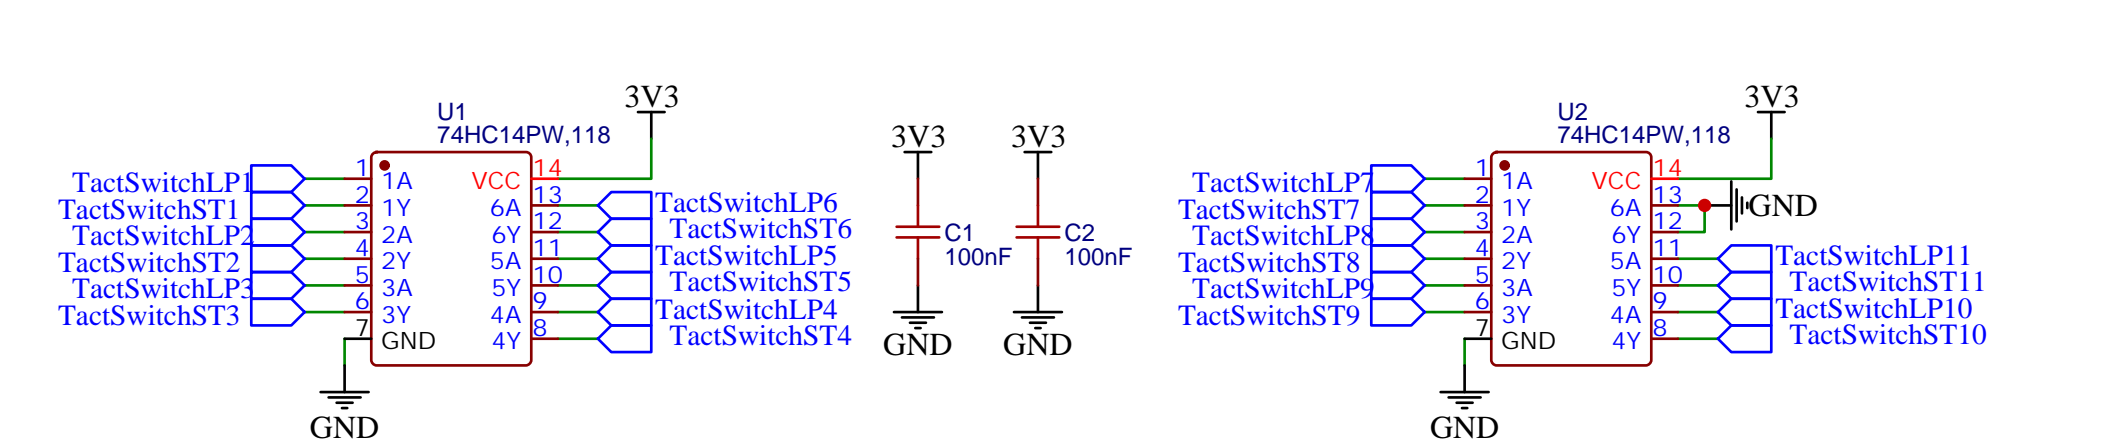 U1
74HC14PW,118
3V3
TactSwitchLP1
TactSwitchST1
TactSwitchLP2
TactSwitchST2
TactSwitchLP3
TactSwitchST3
1 1A
2 1Y
3 2A
4 2Y
5 3A
6 3Y
7 GND
VCC 14
6A 13
6Y 12
5A 11
5Y 10
4A 9
4Y 8
TactSwitchLP6
TactSwitchST6
TactSwitchLP5
TactSwitchST5
TactSwitchLP4
TactSwitchST4
GND
3V3
C1
100nF
GND
3V3
C2
100nF
GND
U2
74HC14PW,118
3V3
TactSwitchLP7
TactSwitchST7
TactSwitchLP8
TactSwitchST8
TactSwitchLP9
TactSwitchST9
1 1A
2 1Y
3 2A
4 2Y
5 3A
6 3Y
7 GND
VCC 14
6A 13
6Y 12
5A 11
5Y 10
4A 9
4Y 8
GND
TactSwitchLP11
TactSwitchST11
TactSwitchLP10
TactSwitchST10
GND